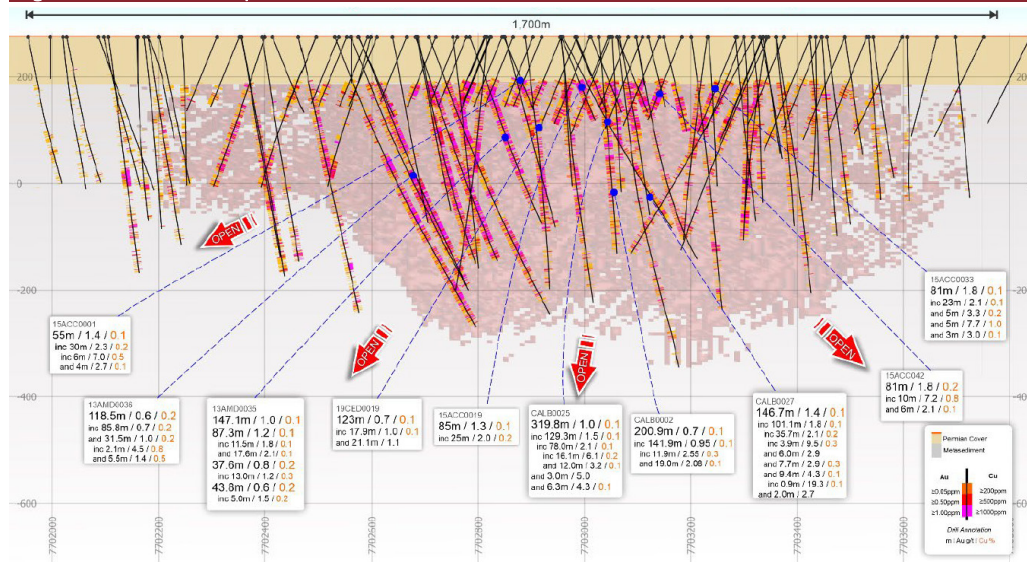 1,700m
200
0
-200
-400
-600
OPEN
OPEN
OPEN
OPEN
15ACC0001
55m / 1.4 / 0.1
inc 30m / 2.3 / 0.2
inc 6m / 7.0 / 0.5
and 4m / 2.7 / 0.1
13AMD0036
118.5m / 0.6 / 0.2
inc 85.8m / 0.7 / 0.2
and 31.5m / 1.0 / 0.2
inc 2.1m / 4.5 / 0.8
and 5.5m / 1.4 / 0.5
13AMD0035
147.1m / 1.0 / 0.1
87.3m / 1.2 / 0.1
inc 11.5m / 1.8 / 0.1
and 17.6m / 2.1 / 0.1
37.6m / 0.8 / 0.2
inc 13.0m / 1.2 / 0.3
43.8m / 0.6 / 0.2
inc 5.0m / 1.5 / 0.2
19CED0019
123m / 0.7 / 0.1
inc 17.9m / 1.0 / 0.1
and 21.1m / 1.1
15ACC0019
85m / 1.3 / 0.1
inc 25m / 2.0 / 0.2
CALB0025
319.8m / 1.0 / 0.1
inc 129.3m / 1.5 / 0.1
inc 78.0m / 2.1 / 0.1
inc 16.1m / 6.1 / 0.2
and 12.0m / 3.2 / 0.1
and 3.0m / 5.0
and 6.3m / 4.3 / 0.1
CALB0002
200.9m / 0.7 / 0.1
inc 141.9m / 0.95 / 0.1
inc 11.9m / 2.55 / 0.3
and 19.0m / 2.08 / 0.1
CALB0027
146.7m / 1.4 / 0.1
inc 101.1m / 1.8 / 0.1
inc 35.7m / 2.1 / 0.2
inc 3.9m / 9.5 / 0.3
and 6.0m / 2.9
and 7.7m / 2.9 / 0.3
and 9.4m / 4.3 / 0.1
inc 0.9m / 19.3 / 0.1
and 2.0m / 2.7
15ACC0033
81m / 1.8 / 0.1
inc 23m / 2.1 / 0.1
and 5m / 3.3 / 0.2
and 5m / 7.7 / 1.0
and 3m / 3.0 / 0.1
15ACC042
81m / 1.8 / 0.2
inc 10m / 7.2 / 0.8
and 6m / 2.1 / 0.1
Permian Cover
Metasediment
Au Cu
≥0.05ppm ≥200ppm
≥0.50ppm ≥500ppm
≥1.00ppm ≥1000ppm
m | Au g/t | Cu %
7702000
7702200
7702400
7702600
7702800
7703000
7703200
7703400
7703600